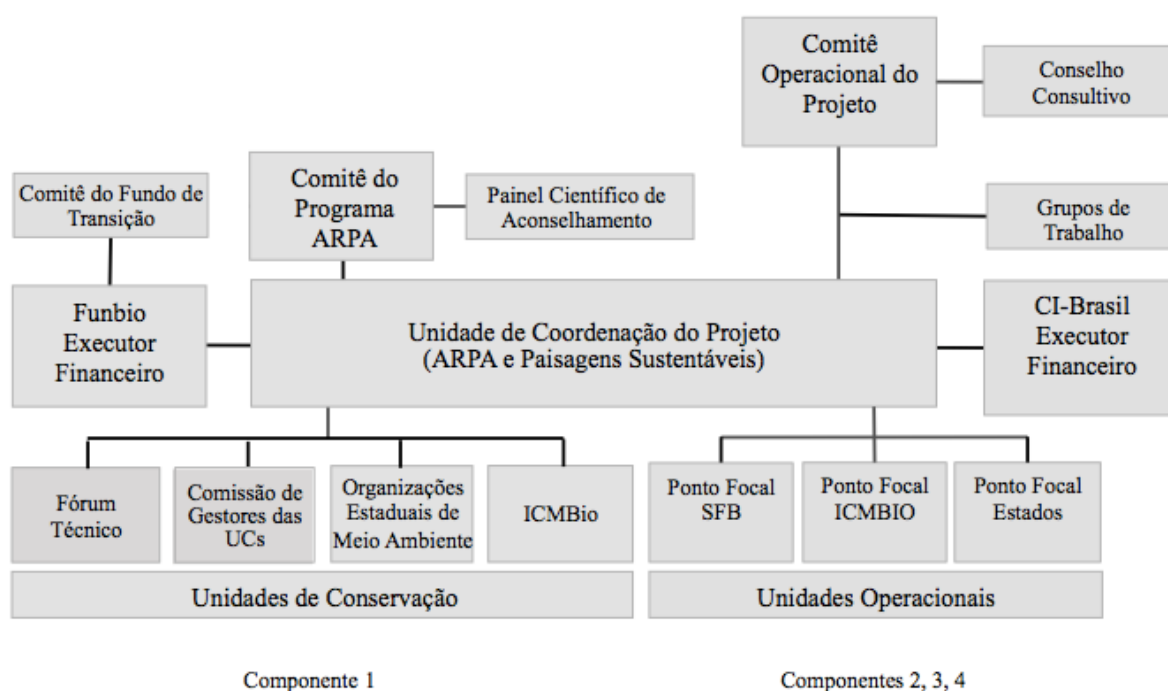 Comitê
Operacional do
Projeto
Conselho
Consultivo
Comitê do Fundo de
Transição
Comitê do
Programa
ARPA
Painel Científico de
Aconselhamento
Grupos de
Trabalho
Funbio
Executor
Financeiro
Unidade de Coordenação do Projeto
(ARPA e Paisagens Sustentáveis)
CI-Brasil
Executor
Financeiro
Fórum
Técnico
Comissão de
Gestores das
UCs
Organizações
Estaduais de
Meio Ambiente
ICMBio
Ponto Focal
SFB
Ponto Focal
ICMBIO
Ponto Focal
Estados
Unidades de Conservação
Unidades Operacionais
Componente 1
Componentes 2, 3, 4